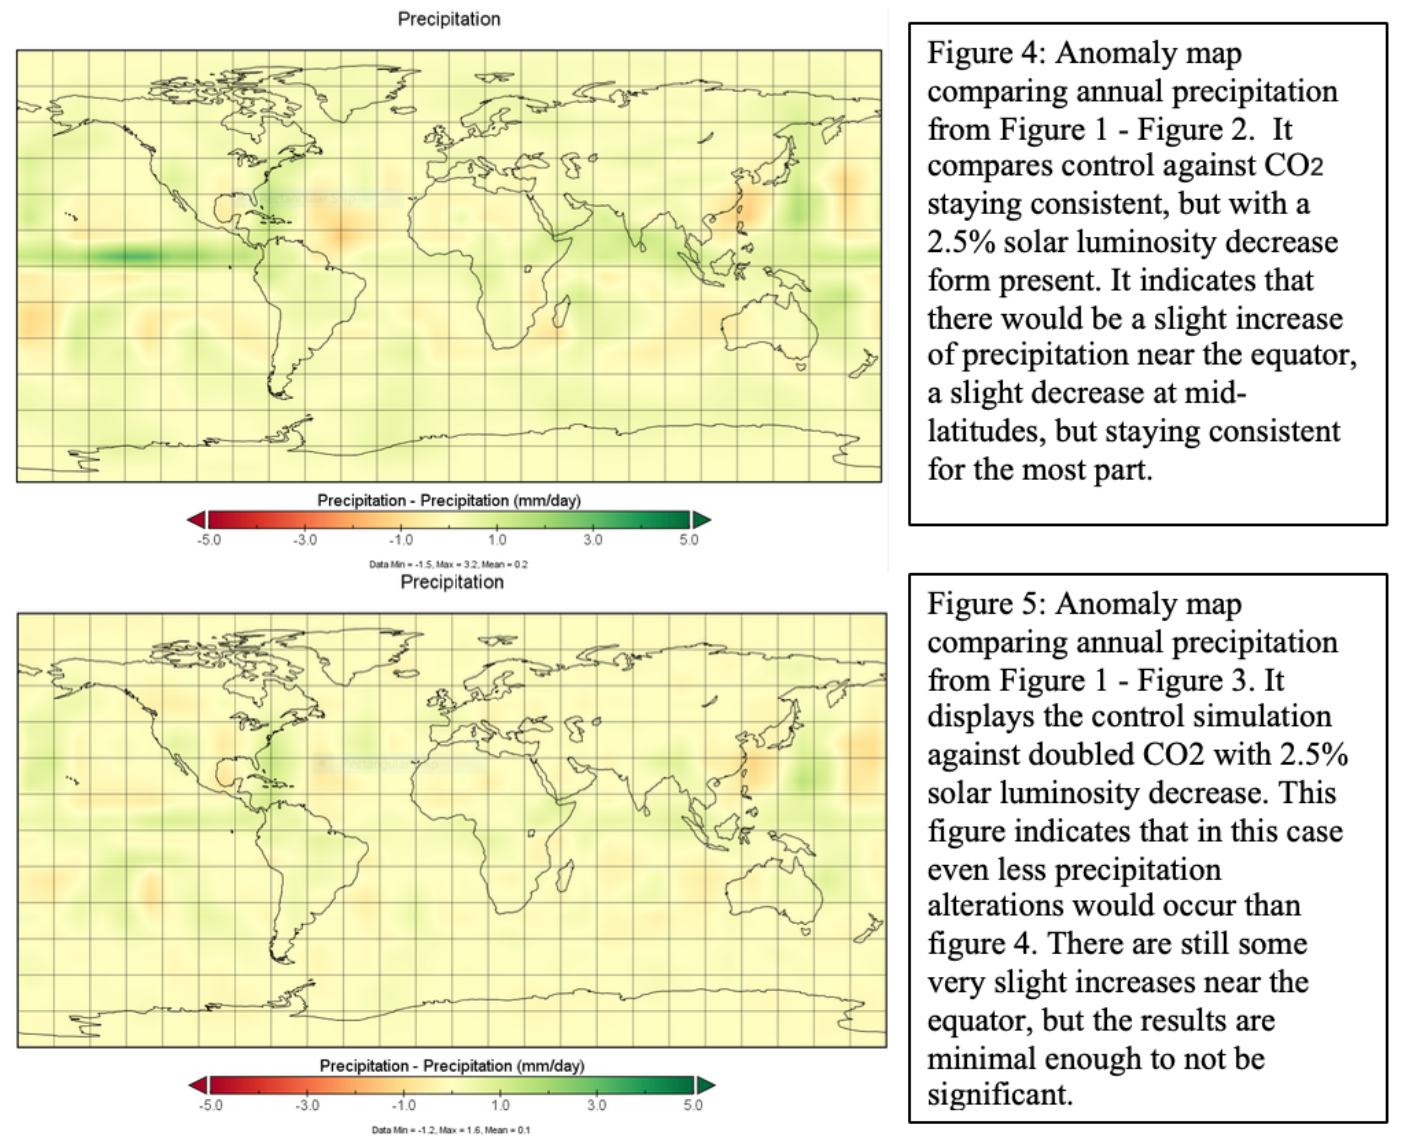 Precipitation
Figure 4: Anomaly map
comparing annual precipitation
from Figure 1 - Figure 2.  It
compares control against CO2
staying consistent, but with a
2.5% solar luminosity decrease
form present. It indicates that
there would be a slight increase
of precipitation near the equator,
a slight decrease at mid-
latitudes, but staying consistent
for the most part.
Precipitation - Precipitation (mm/day)
-5.0 -3.0 -1.0 1.0 3.0 5.0
Data Min = -1.5, Max = 3.2, Mean = 0.2
Precipitation
Figure 5: Anomaly map
comparing annual precipitation
from Figure 1 - Figure 3. It
displays the control simulation
against doubled CO2 with 2.5%
solar luminosity decrease. This
figure indicates that in this case
even less precipitation
alterations would occur than
figure 4. There are still some
very slight increases near the
equator, but the results are
minimal enough to not be
significant.
Precipitation - Precipitation (mm/day)
-5.0 -3.0 -1.0 1.0 3.0 5.0
Data Min = -1.2, Max = 1.6, Mean = 0.1